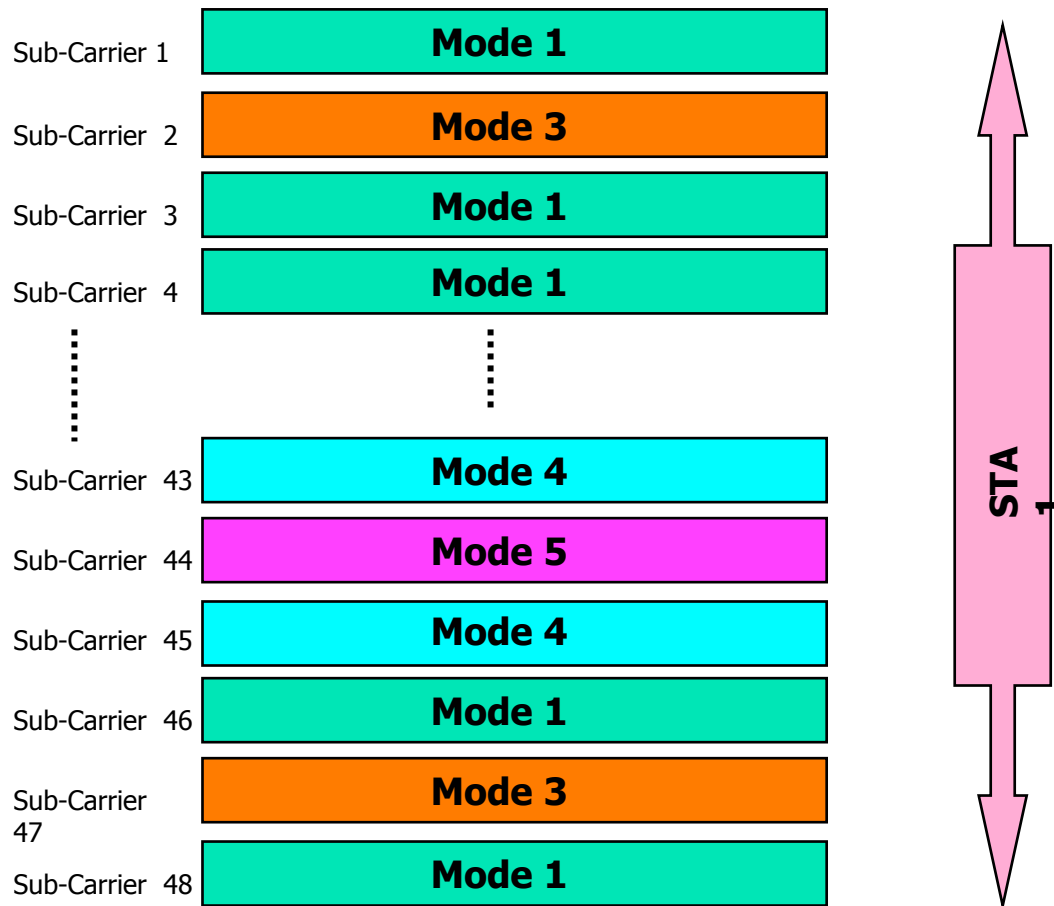 Sub-Carrier 1 Mode 1
Sub-Carrier 2 Mode 3
Sub-Carrier 3 Mode 1
Sub-Carrier 4 Mode 1
Sub-Carrier 43 Mode 4
Sub-Carrier 44 Mode 5
Sub-Carrier 45 Mode 4
Sub-Carrier 46 Mode 1
Sub-Carrier Mode 3
47
Sub-Carrier 48 Mode 1
STA
1